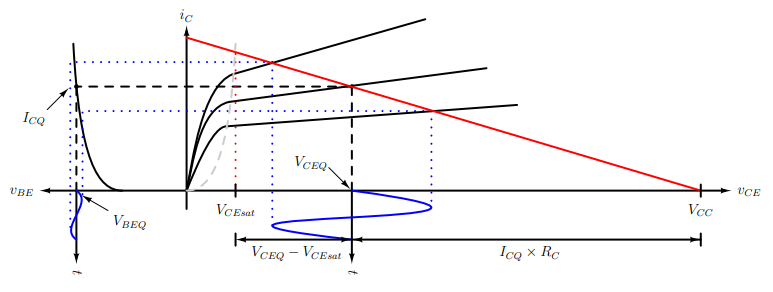 i_C
I_{CQ}
V_{CEQ}
v_{BE}
v_{CE}
V_{BEQ}
V_{CEsat}
V_{CC}
V_{CEQ} − V_{CEsat}
I_{CQ} × R_C
t
t